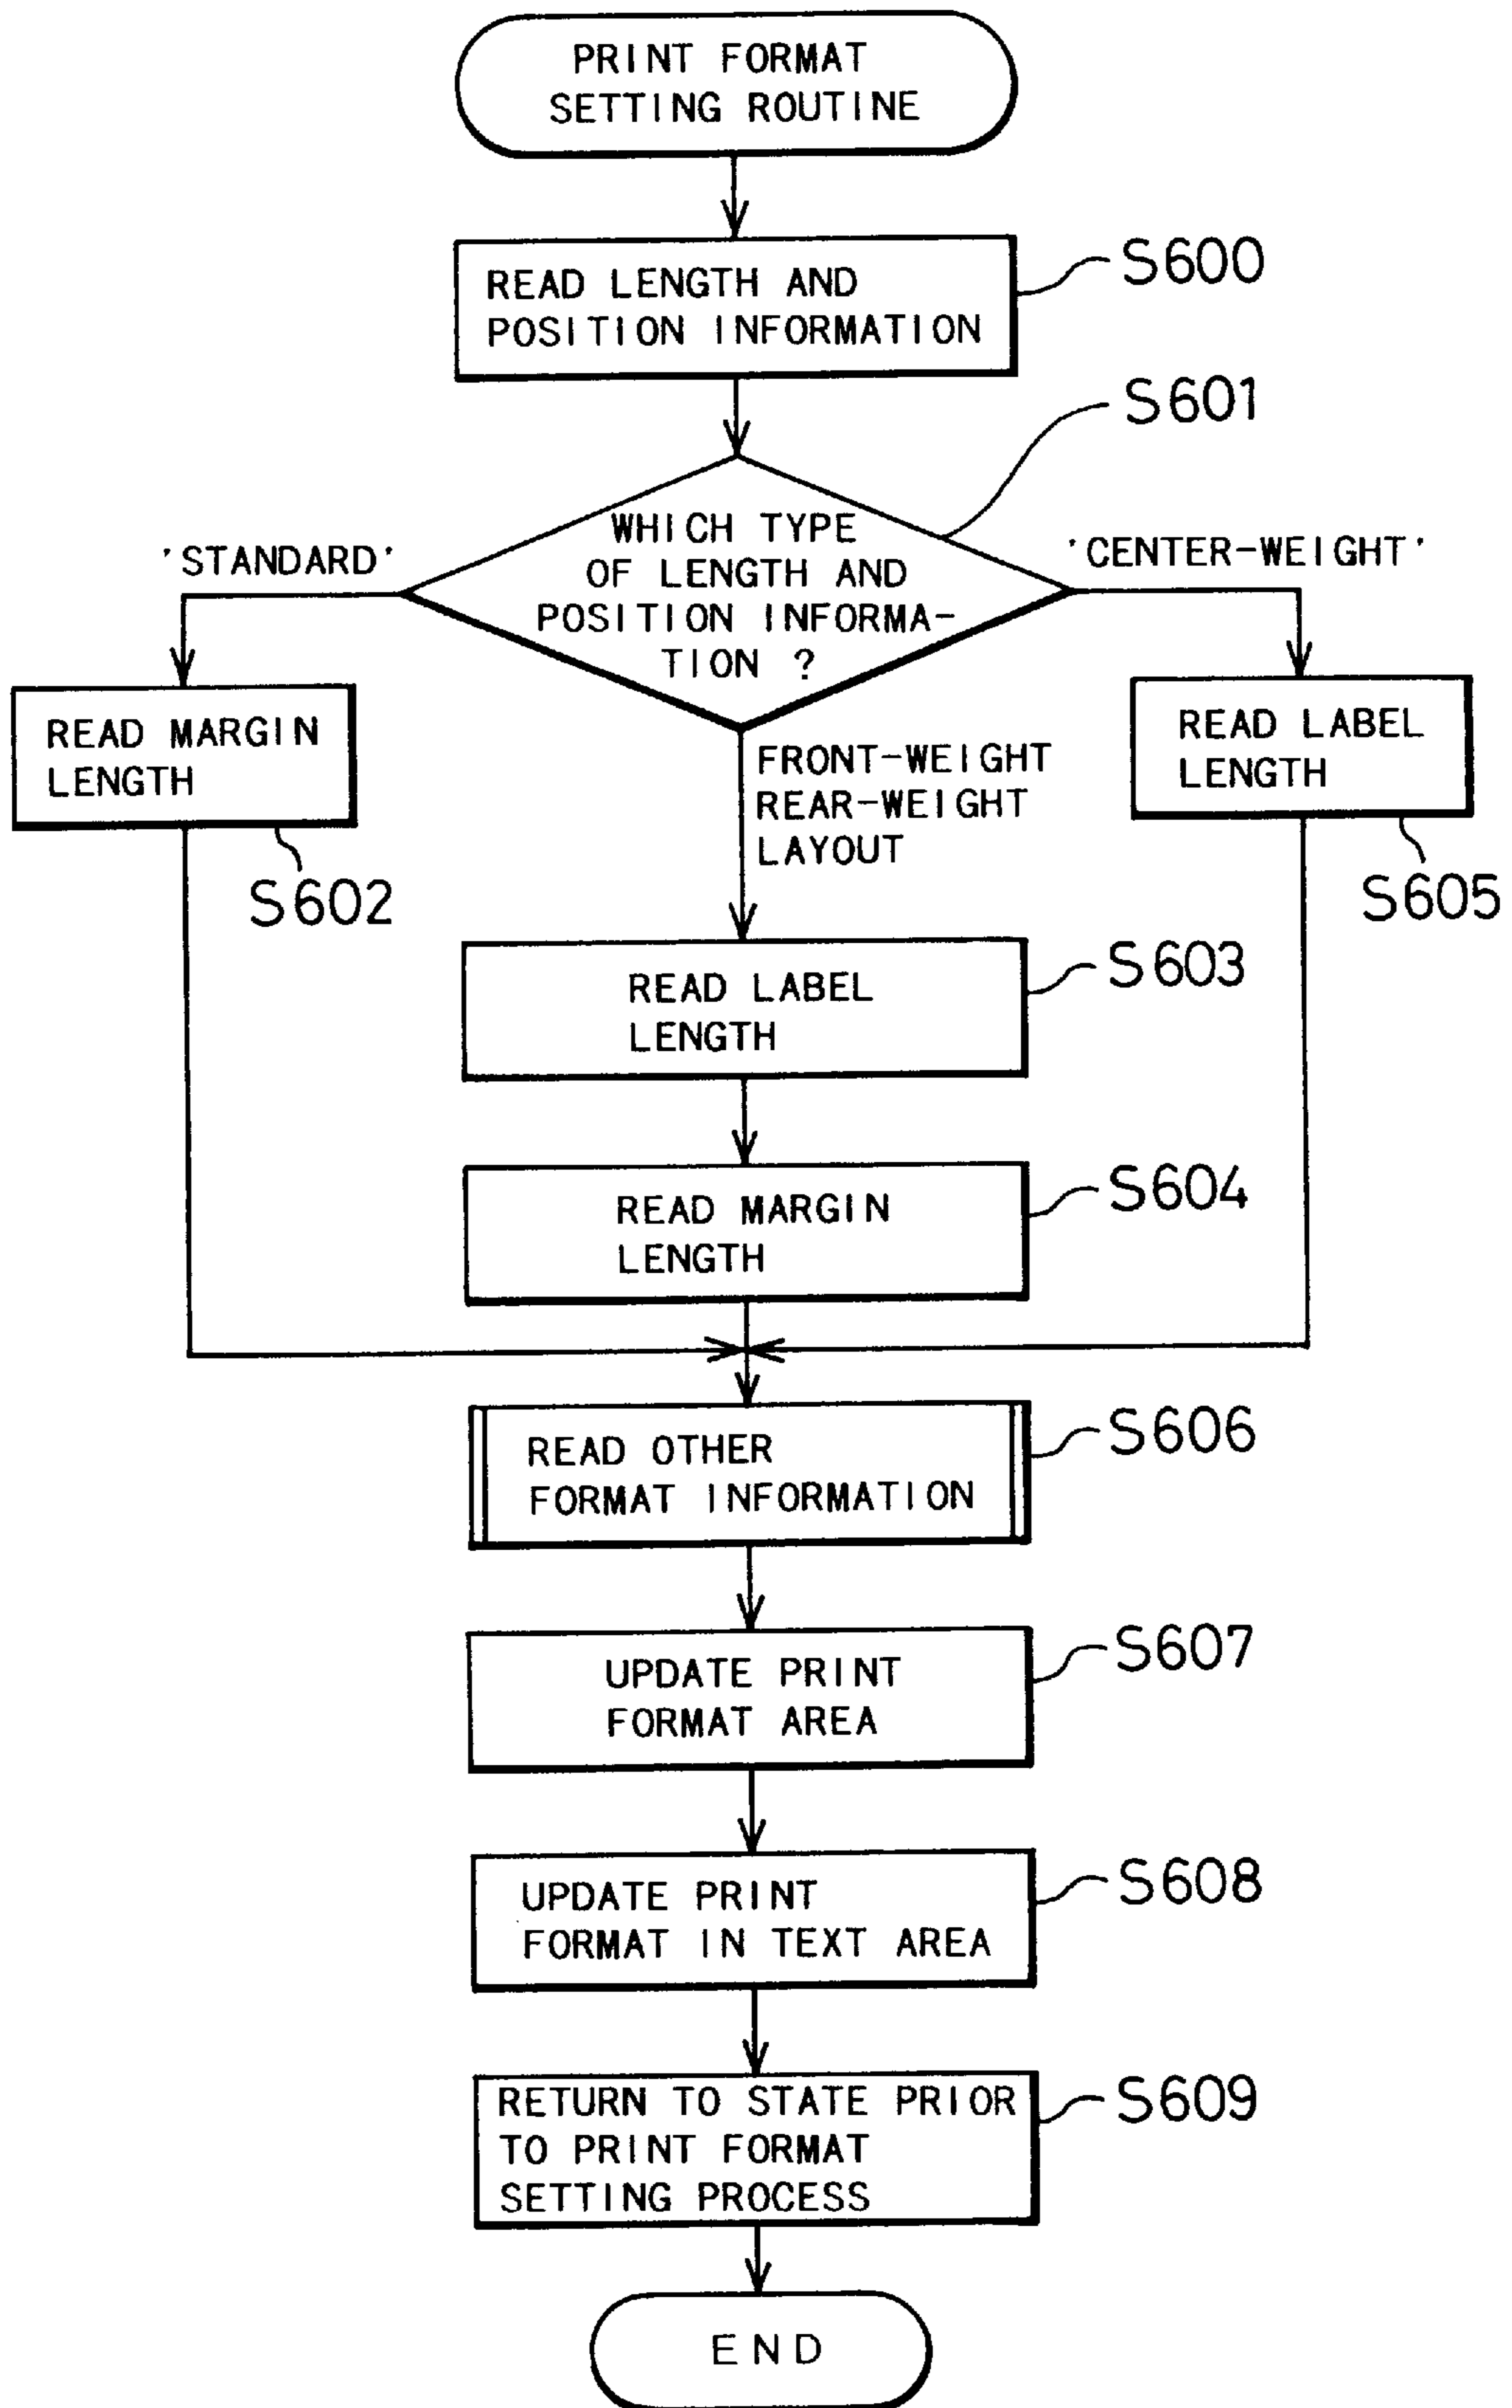 PRINT FORMAT
SETTING ROUTINE
READ LENGTH AND
POSITION INFORMATION
S600
S601
WHICH TYPE
OF LENGTH AND
POSITION INFORMA-
TION ?
'STANDARD'
'CENTER-WEIGHT'
READ MARGIN
LENGTH
S602
FRONT-WEIGHT
REAR-WEIGHT
LAYOUT
READ LABEL
LENGTH
S605
READ LABEL
LENGTH
S603
READ MARGIN
LENGTH
S604
READ OTHER
FORMAT INFORMATION
S606
UPDATE PRINT
FORMAT AREA
S607
UPDATE PRINT
FORMAT IN TEXT AREA
S608
RETURN TO STATE PRIOR
TO PRINT FORMAT
SETTING PROCESS
S609
END